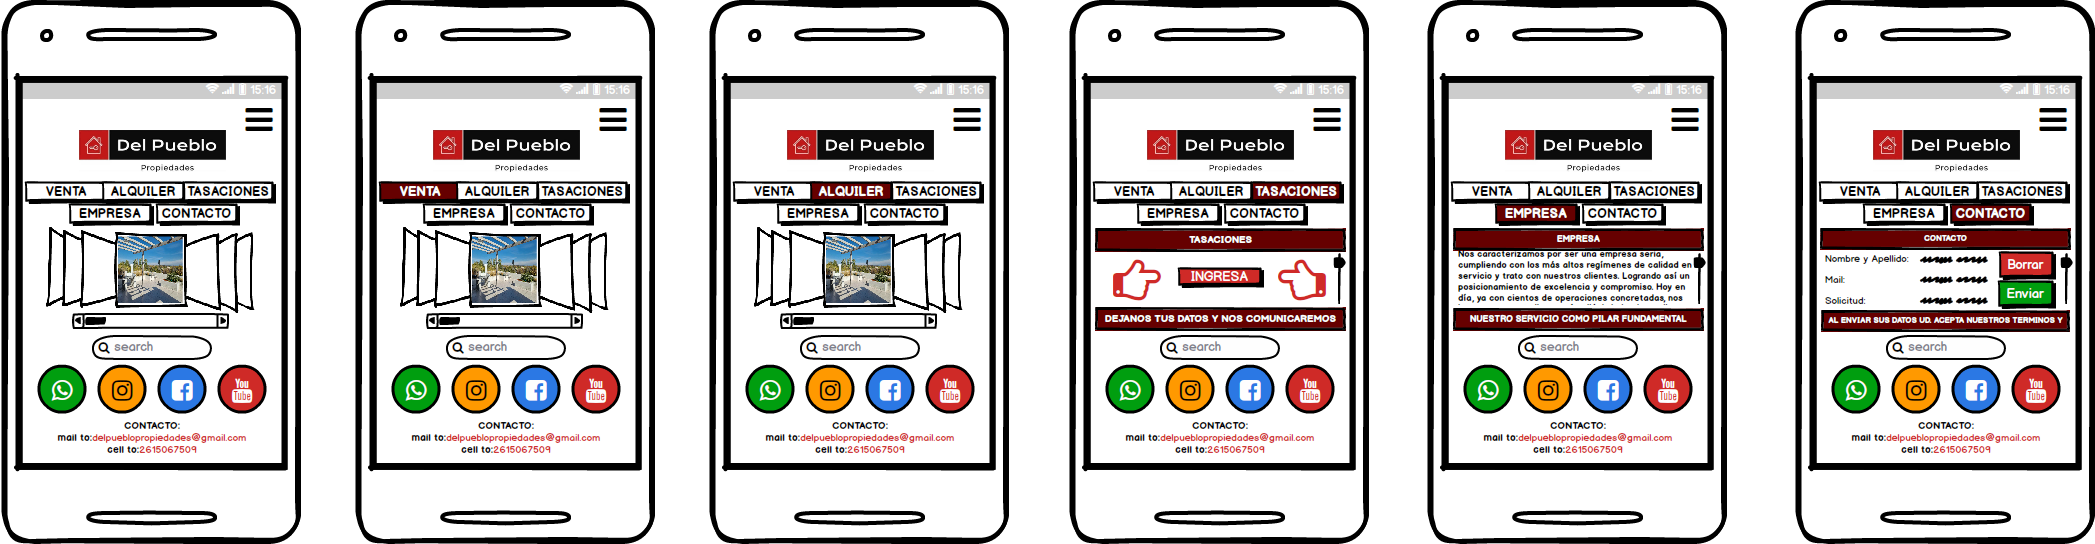 15:16
Del Pueblo
Propiedades
VENTA ALQUILER TASACIONES
EMPRESA CONTACTO
search
You
Tube
CONTACTO:
mail to:delpueblopropiedades@gmail.com
cell to:2615067509
15:16
Del Pueblo
Propiedades
VENTA ALQUILER TASACIONES
EMPRESA CONTACTO
search
You
Tube
CONTACTO:
mail to:delpueblopropiedades@gmail.com
cell to:2615067509
15:16
Del Pueblo
Propiedades
VENTA ALQUILER TASACIONES
EMPRESA CONTACTO
search
You
Tube
CONTACTO:
mail to:delpueblopropiedades@gmail.com
cell to:2615067509
15:16
Del Pueblo
Propiedades
VENTA ALQUILER TASACIONES
EMPRESA CONTACTO
TASACIONES
INGRESA
DEJANOS TUS DATOS Y NOS COMUNICAREMOS
search
You
Tube
CONTACTO:
mail to:delpueblopropiedades@gmail.com
cell to:2615067509
15:16
Del Pueblo
Propiedades
VENTA ALQUILER TASACIONES
EMPRESA CONTACTO
EMPRESA
Nos caracterizamos por ser una empresa seria,
cumpliendo con los más altos regímenes de calidad en
servicio y trato con nuestros clientes. Logrando así un
posicionamiento de excelencia y compromiso. Hoy en
día, ya con cientos de operaciones concretadas, nos
NUESTRO SERVICIO COMO PILAR FUNDAMENTAL
search
You
Tube
CONTACTO:
mail to:delpueblopropiedades@gmail.com
cell to:2615067509
15:16
Del Pueblo
Propiedades
VENTA ALQUILER TASACIONES
EMPRESA CONTACTO
CONTACTO
Nombre y Apellido:
Borrar
Mail:
Enviar
Solicitud:
AL ENVIAR SUS DATOS UD. ACEPTA NUESTROS TERMINOS Y
search
You
Tube
CONTACTO:
mail to:delpueblopropiedades@gmail.com
cell to:2615067509